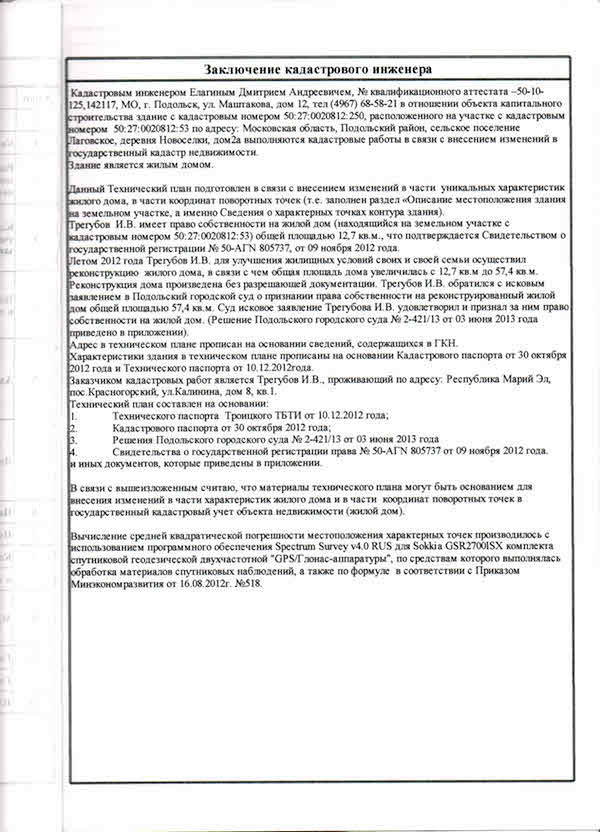 Заключение кадастрового инженера
Кадастровым инженером Елагиным Дмитрием Андреевичем, № квалификационного аттестата –50-10-
125,142117, МО, г. Подольск, ул. Маштакова, дом 12, тел (4967) 68-58-21 в отношении объекта капитального
строительства здание с кадастровым номером 50:27:0020812:250, расположенного на участке с кадастровым
номером 50:27:0020812:53 по адресу: Московская область, Подольский район, сельское поселение
Лаговское, деревня Новоселки, дом2а выполняются кадастровые работы в связи с внесением изменений в
государственный кадастр недвижимости.
Здание является жилым домом.
Данный Технический план подготовлен в связи с внесением изменений в части уникальных характеристик
жилого дома, в части координат поворотных точек (т.е. заполнен раздел «Описание местоположения здания
на земельном участке, а именно Сведения о характерных точках контура здания).
Трегубов И.В. имеет право собственности на жилой дом (находящийся на земельном участке с
кадастровым номером 50:27:0020812:53) общей площадью 12,7 кв.м., что подтверждается Свидетельством о
государственной регистрации № 50-АГN 805737, от 09 ноября 2012 года.
Летом 2012 года Трегубов И.В. для улучшения жилищных условий своих и своей семьи осуществил
реконструкцию жилого дома, в связи с чем общая площадь дома увеличилась с 12,7 кв.м до 57,4 кв.м.
Реконструкция дома произведена без разрешающей документации. Трегубов И.В. обратился с исковым
заявлением в Подольский городской суд о признании права собственности на реконструированный жилой
дом общей площадью 57,4 кв.м. Суд исковое заявление Трегубова И.В. удовлетворил и признал за ним право
собственности на жилой дом. (Решение Подольского городского суда № 2-421/13 от 03 июня 2013 года
приведено в приложении).
Адрес в техническом плане прописан на основании сведений, содержащихся в ГКН.
Характеристики здания в техническом плане прописаны на основании Кадастрового паспорта от 30 октября
2012 года и Технического паспорта от 10.12.2012года.
Заказчиком кадастровых работ является Трегубов И.В., проживающий по адресу: Республика Марий Эл,
пос.Красногорский, ул.Калинина, дом 8, кв.1.
Технический план составлен на основании:
1. Технического паспорта Троицкого ТБТИ от 10.12.2012 года;
2. Кадастрового паспорта от 30 октября 2012 года;
3. Решения Подольского городского суда № 2-421/13 от 03 июня 2013 года
4. Свидетельства о государственной регистрации права № 50-АГN 805737 от 09 ноября 2012 года.
и иных документов, которые приведены в приложении.
В связи с вышеизложенным считаю, что материалы технического плана могут быть основанием для
внесения изменений в части характеристик жилого дома и в части координат поворотных точек в
государственный кадастровый учет объекта недвижимости (жилой дом).
Вычисление средней квадратической погрешности местоположения характерных точек производилось с
использованием программного обеспечения Spectrum Survey v4.0 RUS для Sokkia GSR2700ISX комплекта
спутниковой геодезической двухчастотной "GPS/Глонас-аппаратуры", по средствам которого выполнялась
обработка материалов спутниковых наблюдений, а также по формуле в соответствии с Приказом
Минэкономразвития от 16.08.2012г. №518.